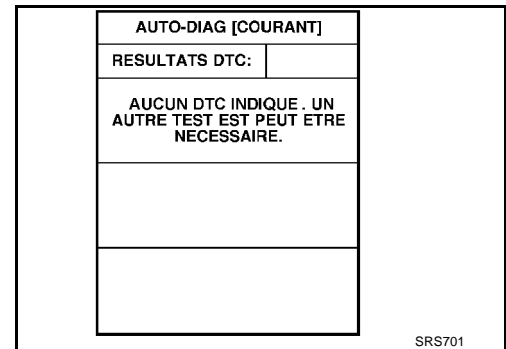 AUTO-DIAG [COURANT]
RESULTATS DTC:
AUCUN DTC INDIQUE . UN
AUTRE TEST EST PEUT ETRE
NECESSAIRE.
SRS701